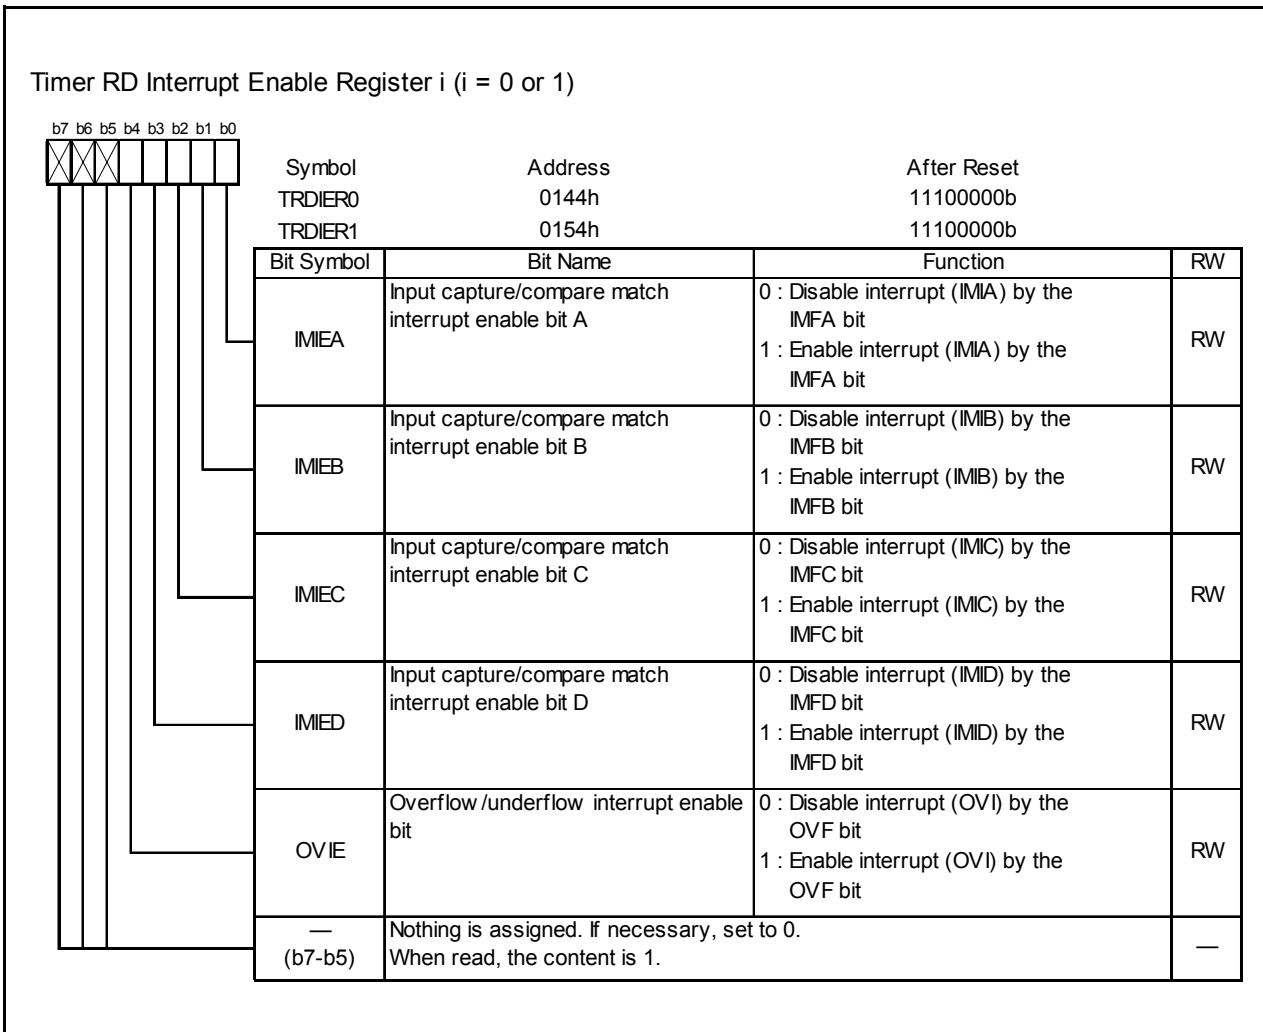 Timer RD Interrupt Enable Register i (i = 0 or 1)
b7 b6 b5 b4 b3 b2 b1 b0
Symbol Address After Reset
TRDIER0 0144h 11100000b
TRDIER1 0154h 11100000b
Bit Symbol Bit Name Function RW
IMIEA
Input capture/compare match
interrupt enable bit A
0 : Disable interrupt (IMIA) by the
IMFA bit
1 : Enable interrupt (IMIA) by the
IMFA bit
RW
IMIEB
Input capture/compare match
interrupt enable bit B
0 : Disable interrupt (IMIB) by the
IMFB bit
1 : Enable interrupt (IMIB) by the
IMFB bit
RW
IMIEC
Input capture/compare match
interrupt enable bit C
0 : Disable interrupt (IMIC) by the
IMFC bit
1 : Enable interrupt (IMIC) by the
IMFC bit
RW
IMIED
Input capture/compare match
interrupt enable bit D
0 : Disable interrupt (IMID) by the
IMFD bit
1 : Enable interrupt (IMID) by the
IMFD bit
RW
OVIE
Overflow/underflow interrupt enable
bit
0 : Disable interrupt (OVI) by the
OVF bit
1 : Enable interrupt (OVI) by the
OVF bit
RW
—
(b7-b5)
Nothing is assigned. If necessary, set to 0.
When read, the content is 1.
—